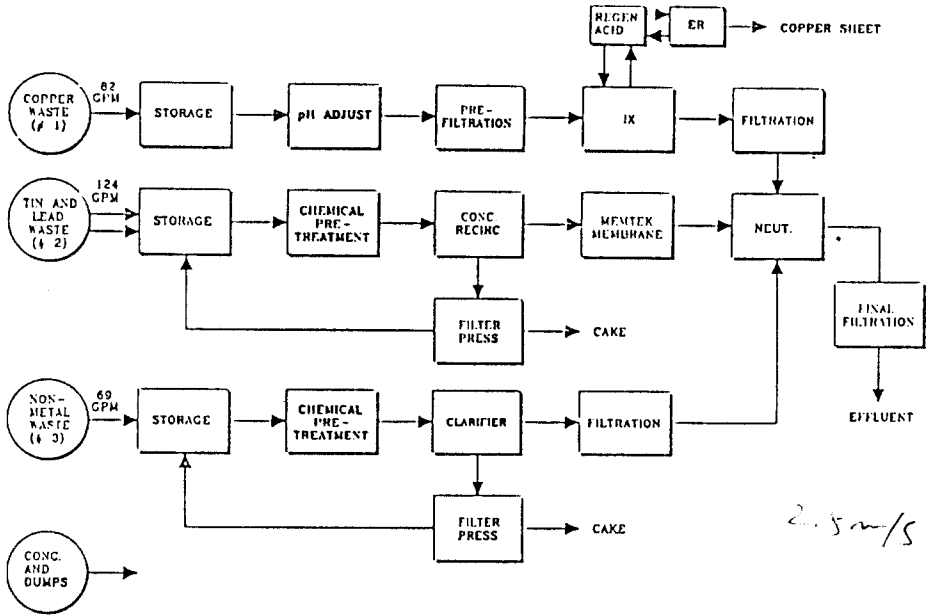 REGEN
ACID
ER
COPPER SHEET
82
GPM
COPPER
WASTE
(# 1)
STORAGE
pH ADJUST
PRE-
FILTRATION
IX
FILTRATION
124
GPM
TIN AND
LEAD
WASTE
(# 2)
STORAGE
CHEMICAL
PRE-
TREATMENT
CONC.
RECIRC
MEMTEK
MEMBRANE
NEUT.
FINAL
FILTRATION
FILTER
PRESS
CAKE
69
GPM
NON-
METAL
WASTE
(# 3)
STORAGE
CHEMICAL
PRE-
TREATMENT
CLARIFIER
FILTRATION
EFFLUENT
FILTER
PRESS
CAKE
2.5 m/s
CONC.
AND
DUMPS